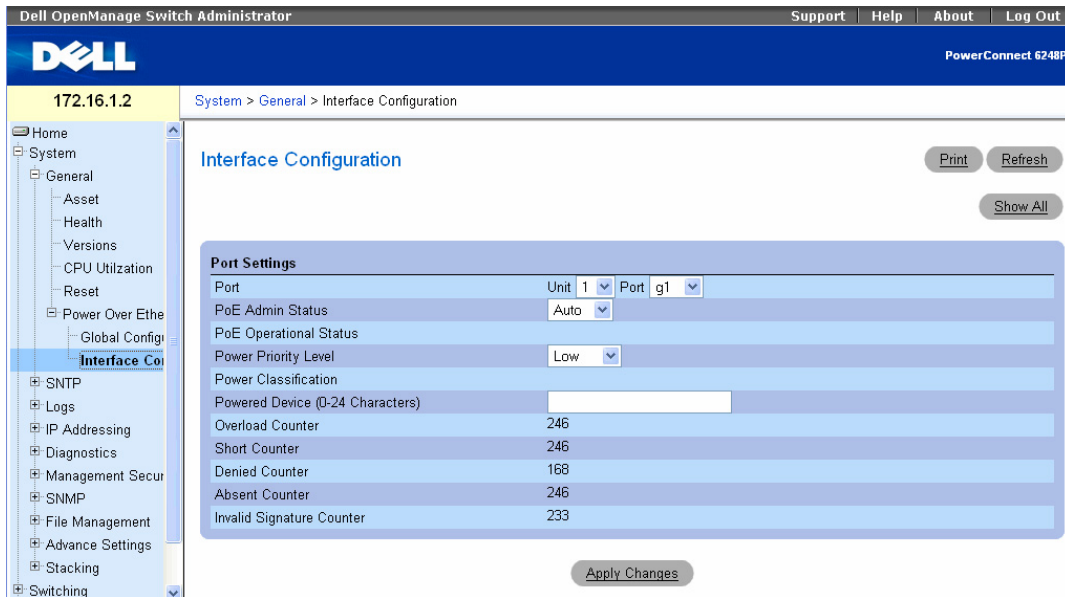 Dell OpenManage Switch Administrator
Support Help About Log Out
DELL
PowerConnect 6248P
172.16.1.2
System > General > Interface Configuration
Home
System
General
Asset
Health
Versions
CPU Utilzation
Reset
Power Over Ethe
Global Config
Interface Co
SNTP
Logs
IP Addressing
Diagnostics
Management Secur
SNMP
File Management
Advance Settings
Stacking
Switching
Interface Configuration
Print Refresh
Show All
Port Settings
Port Unit 1 Port g1
PoE Admin Status Auto
PoE Operational Status
Power Priority Level Low
Power Classification
Powered Device (0-24 Characters)
Overload Counter 246
Short Counter 246
Denied Counter 168
Absent Counter 246
Invalid Signature Counter 233
Apply Changes